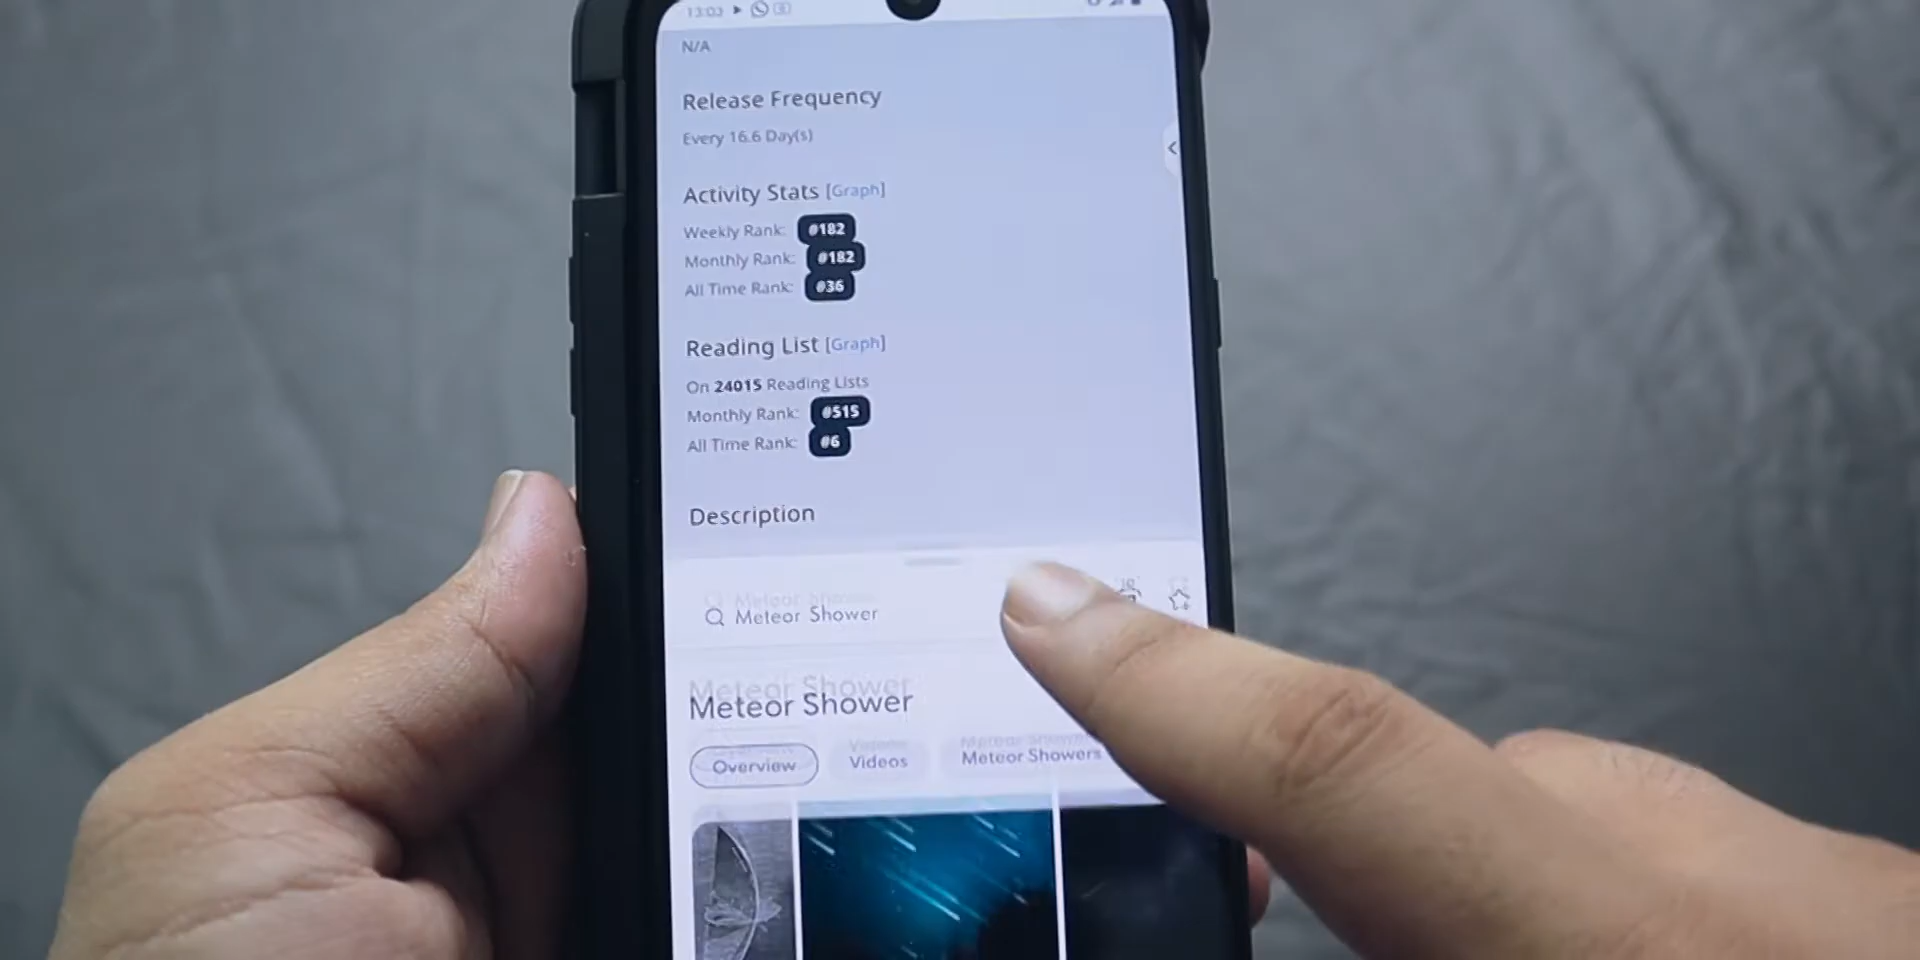 13:03
N/A
Release Frequency
Every 16.6 Day(s)
Activity Stats [Graph]
Weekly Rank: #182
Monthly Rank: #182
All Time Rank: #36
Reading List [Graph]
On 24015 Reading Lists
Monthly Rank: #515
All Time Rank: #6
Description
Meteor Shower
Meteor Shower
Overview Videos Meteor Showers